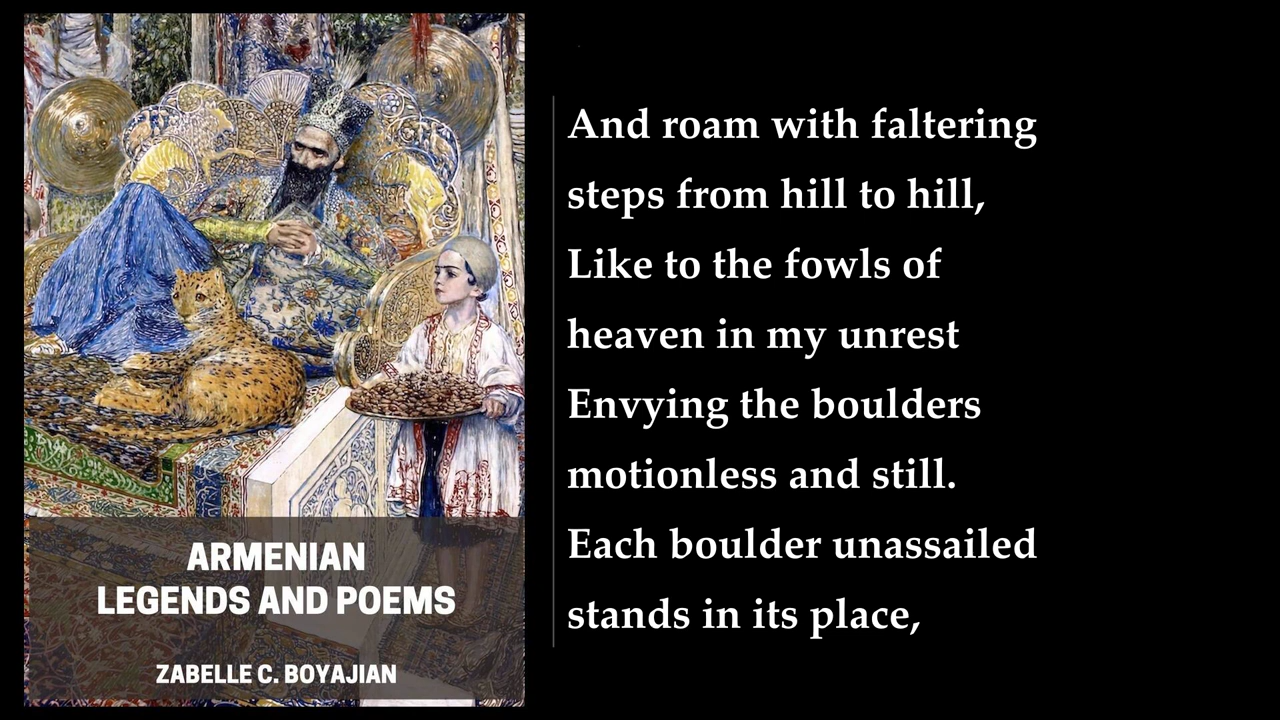 ARMENIAN
LEGENDS AND POEMS
ZABELLE C. BOYAJIAN
And roam with faltering
steps from hill to hill,
Like to the fowls of
heaven in my unrest
Envying the boulders
motionless and still.
Each boulder unassailed
stands in its place,